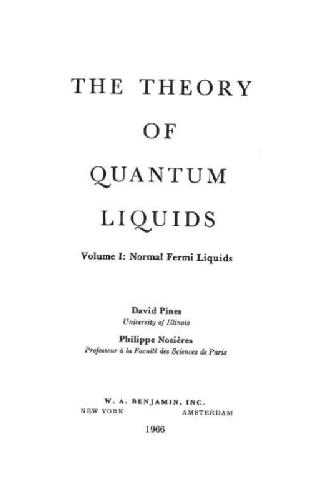 THE THEORY
OF
QUANTUM
LIQUIDS
Volume I: Normal Fermi Liquids
David Pines
University of Illinois
Philippe Nozières
Professeur à la Faculté des Sciences de Paris
W. A. BENJAMIN, INC.
NEW YORK AMSTERDAM
1966